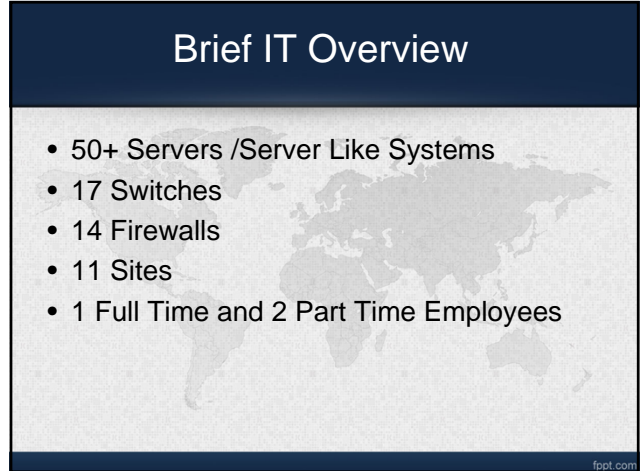 Brief IT Overview
• 50+ Servers /Server Like Systems
• 17 Switches
• 14 Firewalls
• 11 Sites
• 1 Full Time and 2 Part Time Employees
fppt.com